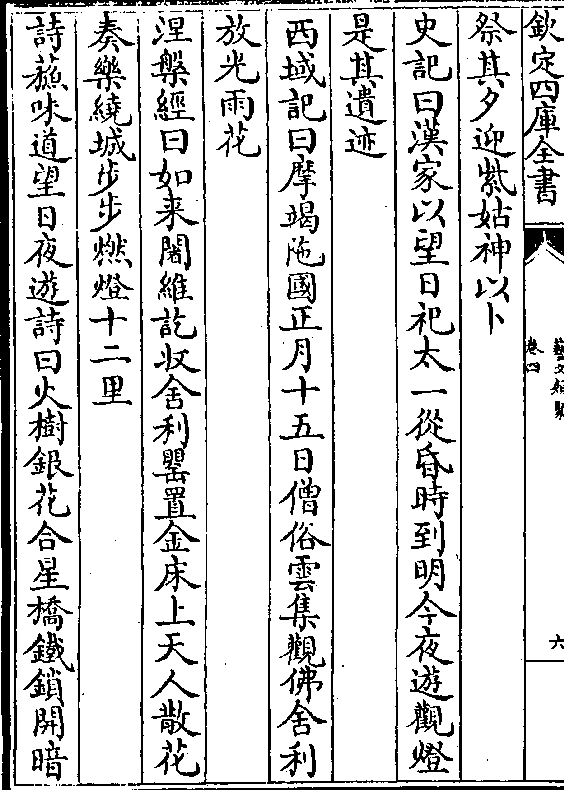 欽定四庫全書
藝文類聚
卷四
六
祭其夕迎紫姑神以卜
史記曰漢家以望日祀太一從昏時到明今夜遊觀燈
是其遺迹
西域記曰摩竭陁國正月十五日僧俗雲集觀佛舍利
放光雨花
涅槃經曰如来闍維訖収舍利罌置金床上天人散花
奏樂繞城步步燃燈十二里
詩蘓味道望日夜遊詩曰火樹銀花合星橋鐵鎖開暗